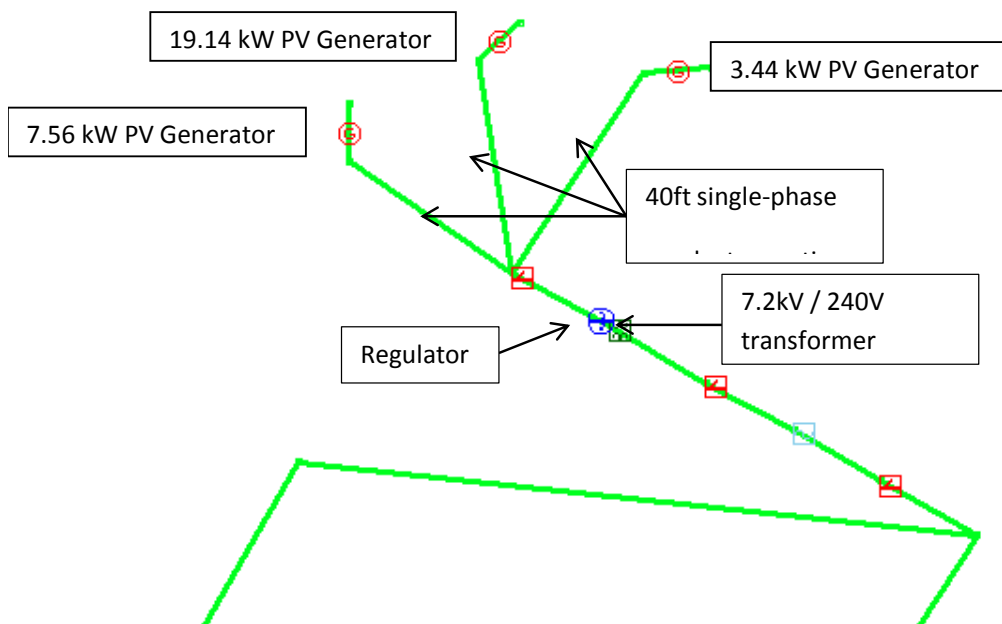 19.14 kW PV Generator
3.44 kW PV Generator
7.56 kW PV Generator
40ft single-phase
7.2kV / 240V
transformer
Regulator